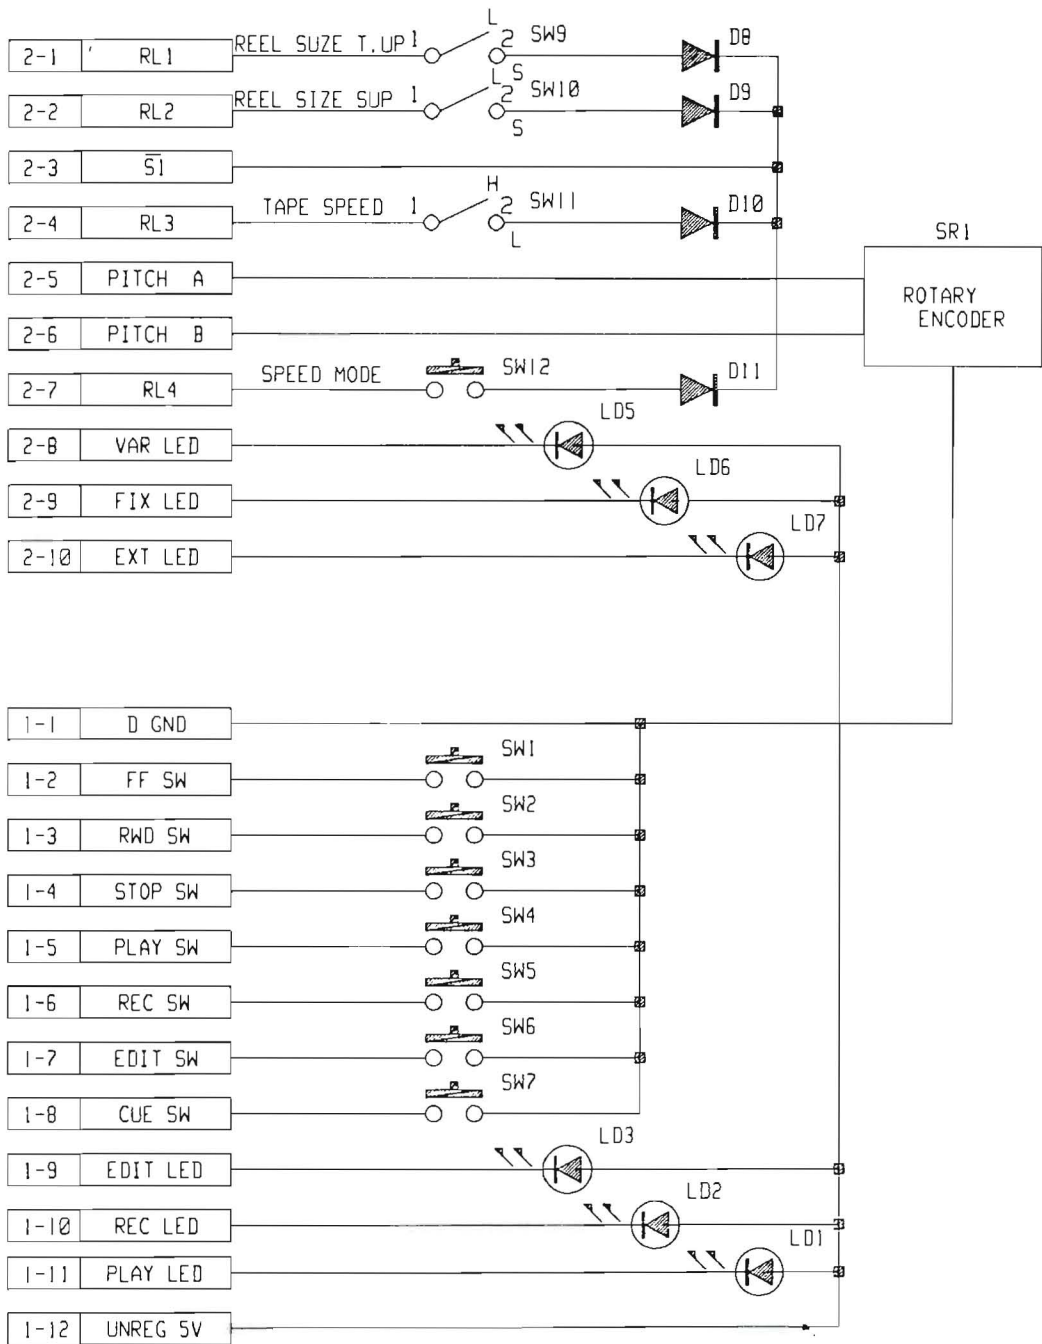 2-1 RL1 REEL SUZE T.UP 1 L 2 S SW9 D8
2-2 RL2 REEL SIZE SUP 1 L 2 S SW10 D9
2-3 S̅1̅
2-4 RL3 TAPE SPEED 1 H 2 L SW11 D10
SR1
2-5 PITCH A
ROTARY
ENCODER
2-6 PITCH B
2-7 RL4 SPEED MODE SW12 D11
2-8 VAR LED LD5
2-9 FIX LED LD6
2-10 EXT LED LD7
1-1 D GND
1-2 FF SW SW1
1-3 RWD SW SW2
1-4 STOP SW SW3
1-5 PLAY SW SW4
1-6 REC SW SW5
1-7 EDIT SW SW6
1-8 CUE SW SW7
1-9 EDIT LED LD3
1-10 REC LED LD2
1-11 PLAY LED LD1
1-12 UNREG 5V